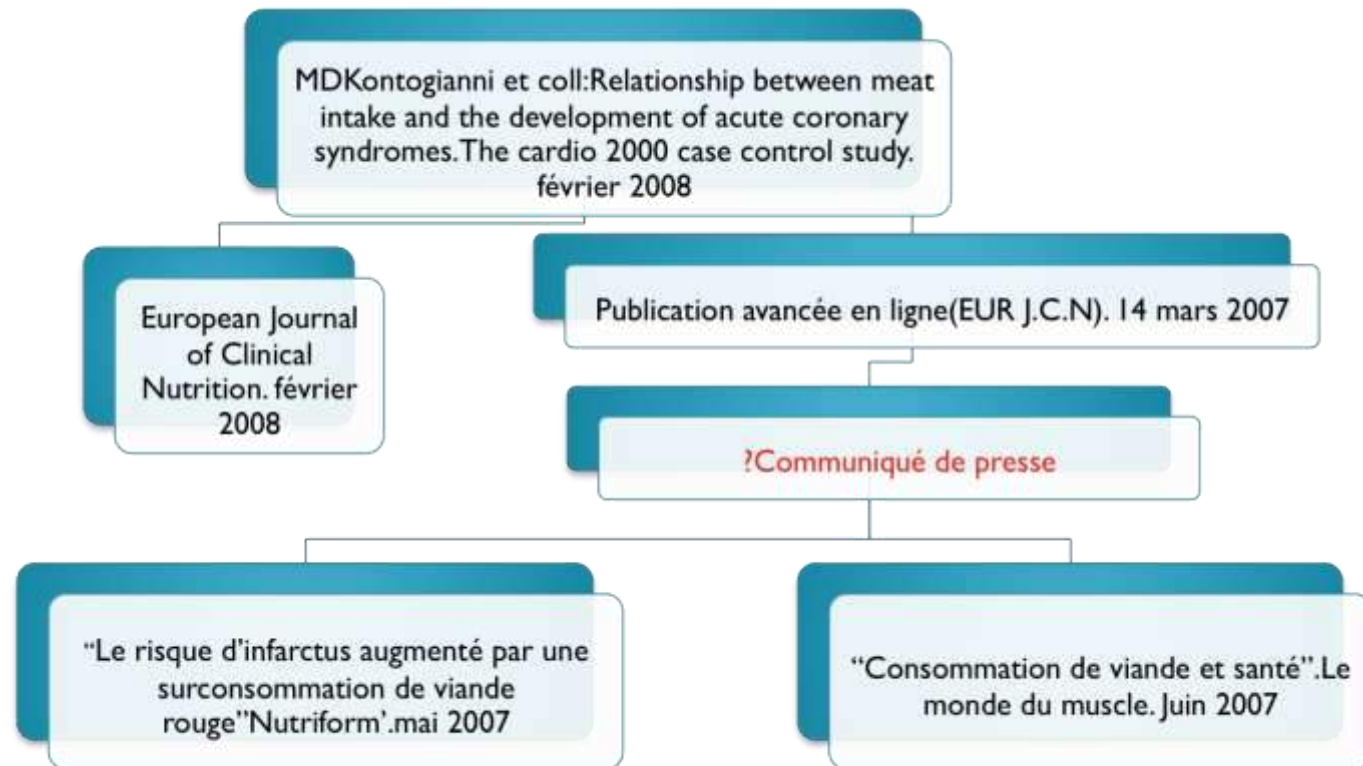 MDKontogianni et coll:Relationship between meat
intake and the development of acute coronary
syndromes.The cardio 2000 case control study.
février 2008
European Journal
of Clinical
Nutrition. février
2008
Publication avancée en ligne(EUR J.C.N). 14 mars 2007
?Communiqué de presse
“Le risque d'infarctus augmenté par une
surconsommation de viande
rouge”Nutriform’.mai 2007
“Consommation de viande et santé”.Le
monde du muscle. Juin 2007